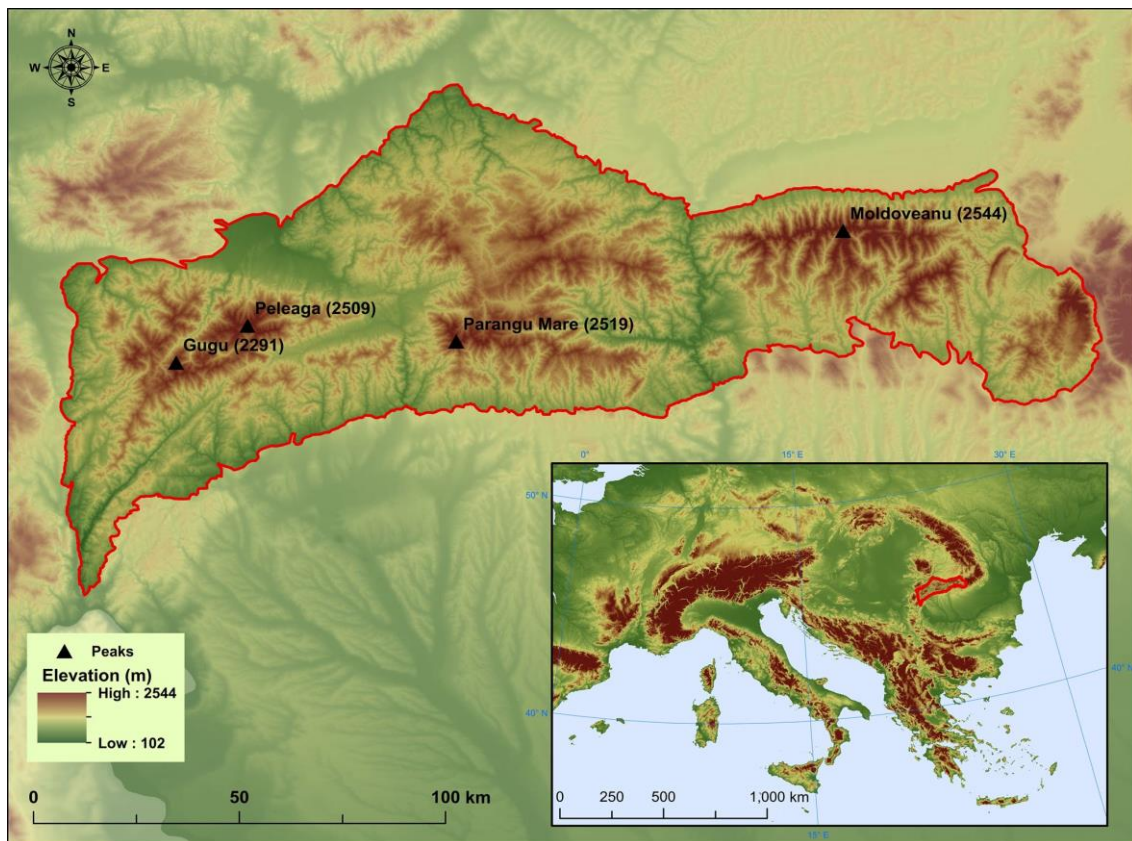 N
W E
S
Moldoveanu (2544)
Peleaga (2509)
Gugu (2291)
Parangu Mare (2519)
Peaks
Elevation (m)
High : 2544
Low : 102
0 50 100 km
0° 15° E 30° E
50° N
40° N
40° N
0 250 500 1,000 km
15° E